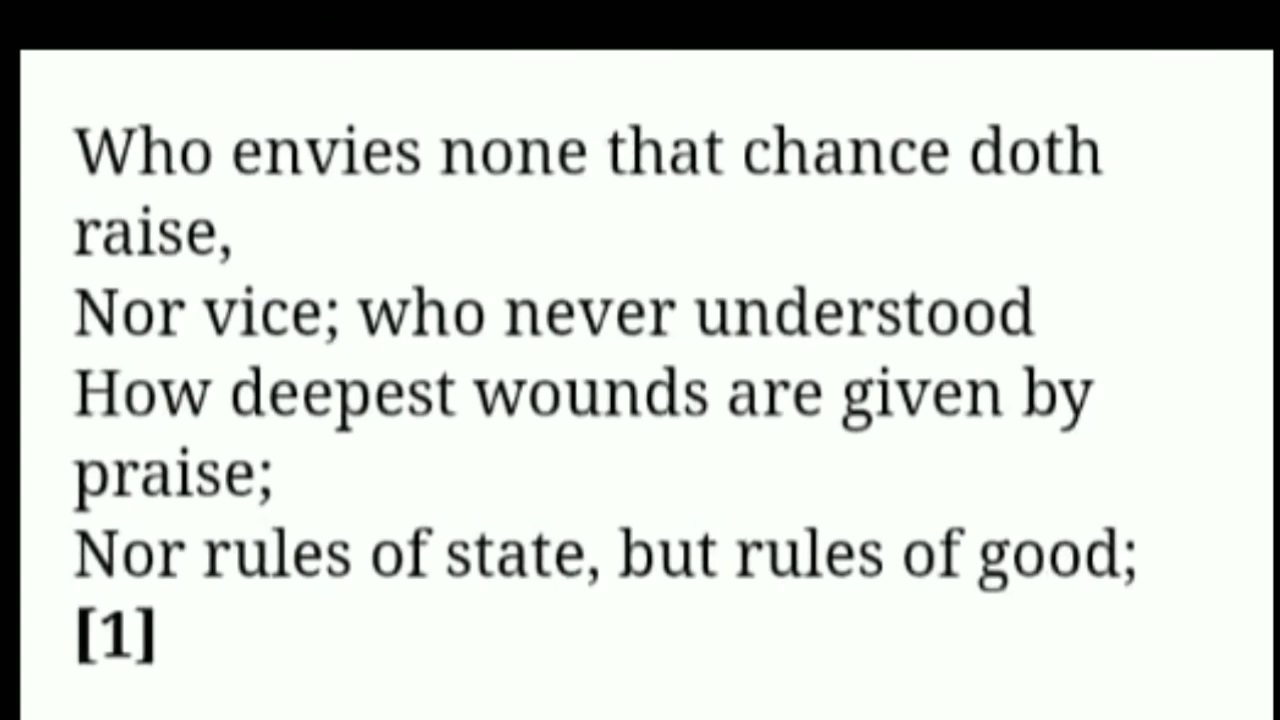 Who envies none that chance doth
raise,
Nor vice; who never understood
How deepest wounds are given by
praise;
Nor rules of state, but rules of good;
[1]